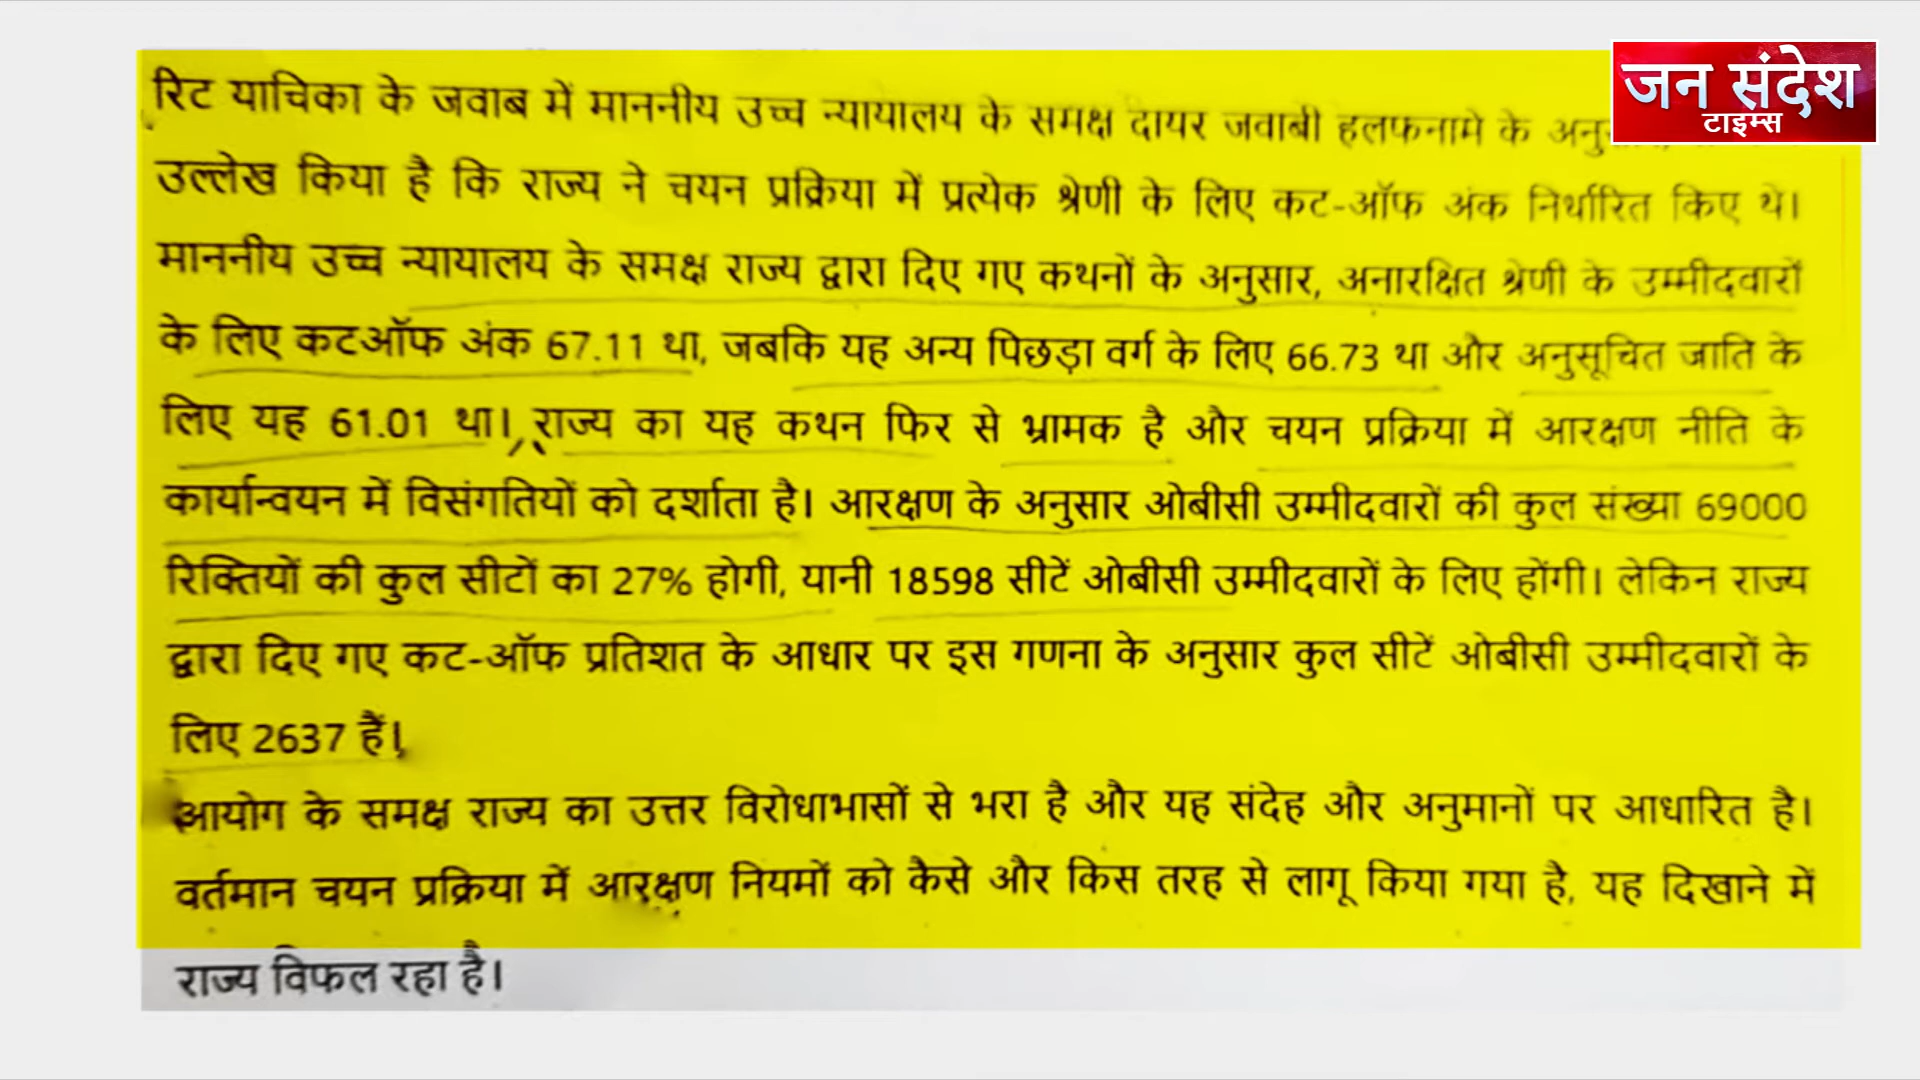 जन संदेश
टाइम्स
रिट याचिका के जवाब में माननीय उच्च न्यायालय के समक्ष दायर जवाबी हलफनामे के
उल्लेख किया है कि राज्य ने चयन प्रक्रिया में प्रत्येक श्रेणी के लिए कट-ऑफ अंक निर्धारित किए थे।
माननीय उच्च न्यायालय के समक्ष राज्य द्वारा दिए गए कथनों के अनुसार, अनारक्षित श्रेणी के उम्मीदवारों
के लिए कटऑफ अंक 67.11 था, जबकि यह अन्य पिछड़ा वर्ग के लिए 66.73 था और अनुसूचित जाति के
लिए यह 61.01 था। राज्य का यह कथन फिर से भ्रामक है और चयन प्रक्रिया में आरक्षण नीति के
कार्यान्वयन में विसंगतियों को दर्शाता है। आरक्षण के अनुसार ओबीसी उम्मीदवारों की कुल संख्या 69000
रिक्तियों की कुल सीटों का 27% होगी, यानी 18598 सीटें ओबीसी उम्मीदवारों के लिए होंगी। लेकिन राज्य
द्वारा दिए गए कट-ऑफ प्रतिशत के आधार पर इस गणना के अनुसार कुल सीटें ओबीसी उम्मीदवारों के
लिए 2637 हैं।
आयोग के समक्ष राज्य का उत्तर विरोधाभासों से भरा है और यह संदेह और अनुमानों पर आधारित है।
वर्तमान चयन प्रक्रिया में आरक्षण नियमों को कैसे और किस तरह से लागू किया गया है, यह दिखाने में
राज्य विफल रहा है।